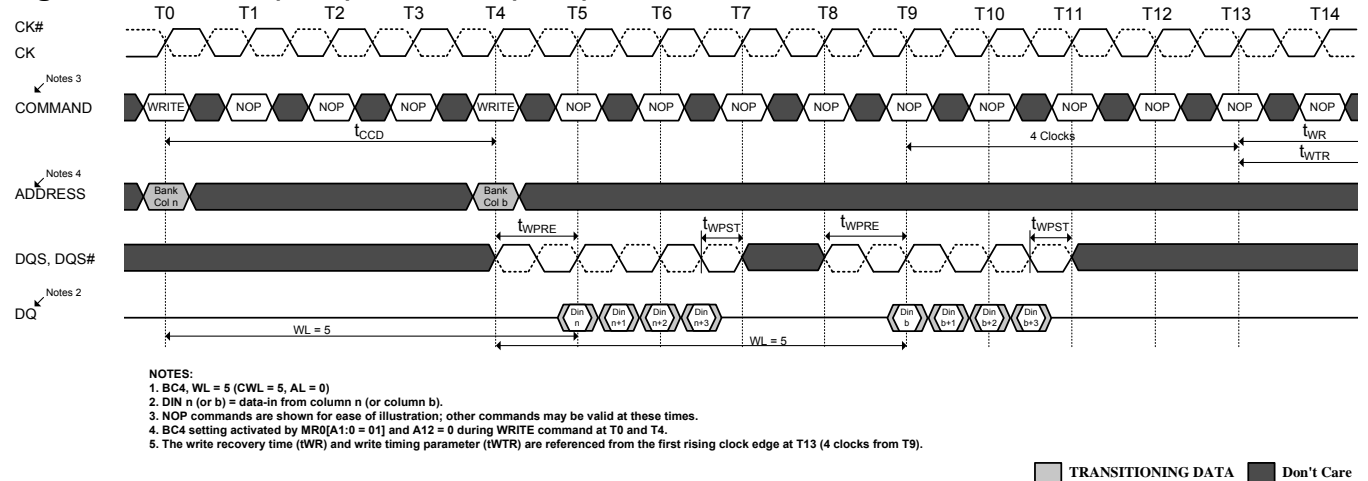 T0 T1 T2 T3 T4 T5 T6 T7 T8 T9 T10 T11 T12 T13 T14
CK#
CK
Notes 3
COMMAND
WRITE NOP NOP NOP WRITE NOP NOP NOP NOP NOP NOP NOP NOP NOP NOP
tCCD
4 Clocks
tWR
tWTR
Notes 4
ADDRESS
Bank Bank
Col n Col b
tWPRE tWPST tWPRE tWPST
DQS, DQS#
Notes 2
DQ
Din Din Din Din Din Din Din Din
n n+1 n+2 n+3 b b+1 b+2 b+3
WL = 5
WL = 5
NOTES:
1. BC4, WL = 5 (CWL = 5, AL = 0)
2. DIN n (or b) = data-in from column n (or column b).
3. NOP commands are shown for ease of illustration; other commands may be valid at these times.
4. BC4 setting activated by MR0[A1:0 = 01] and A12 = 0 during WRITE command at T0 and T4.
5. The write recovery time (tWR) and write timing parameter (tWTR) are referenced from the first rising clock edge at T13 (4 clocks from T9).
TRANSITIONING DATA Don't Care